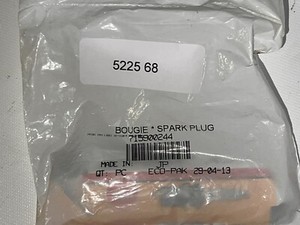 5225 68
BOUGIE * SPARK PLUG
715900244
MADE IN JP
QT: PC ECO-PAK 29-04-13